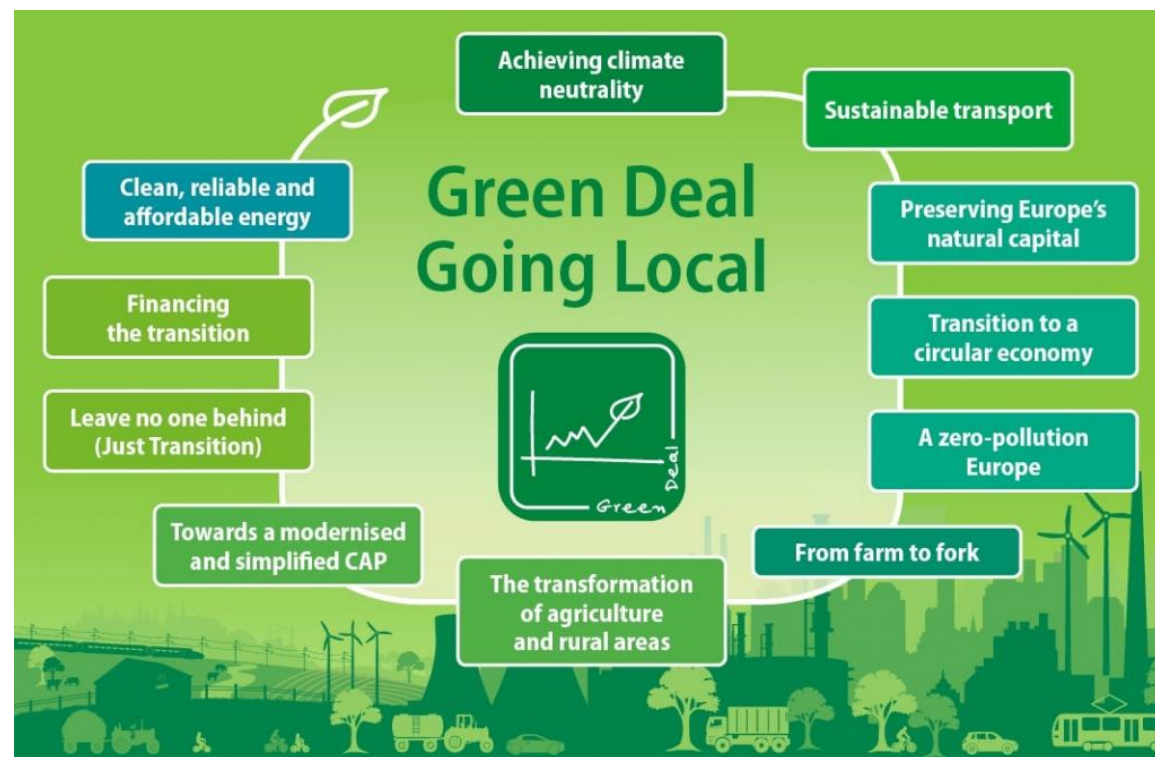 Achieving climate
neutrality
Sustainable transport
Preserving Europe's
natural capital
Transition to a
circular economy
A zero-pollution
Europe
From farm to fork
The transformation
of agriculture
and rural areas
Towards a modernised
and simplified CAP
Leave no one behind
(Just Transition)
Financing
the transition
Clean, reliable and
affordable energy
Green Deal
Going Local
Green
Deal